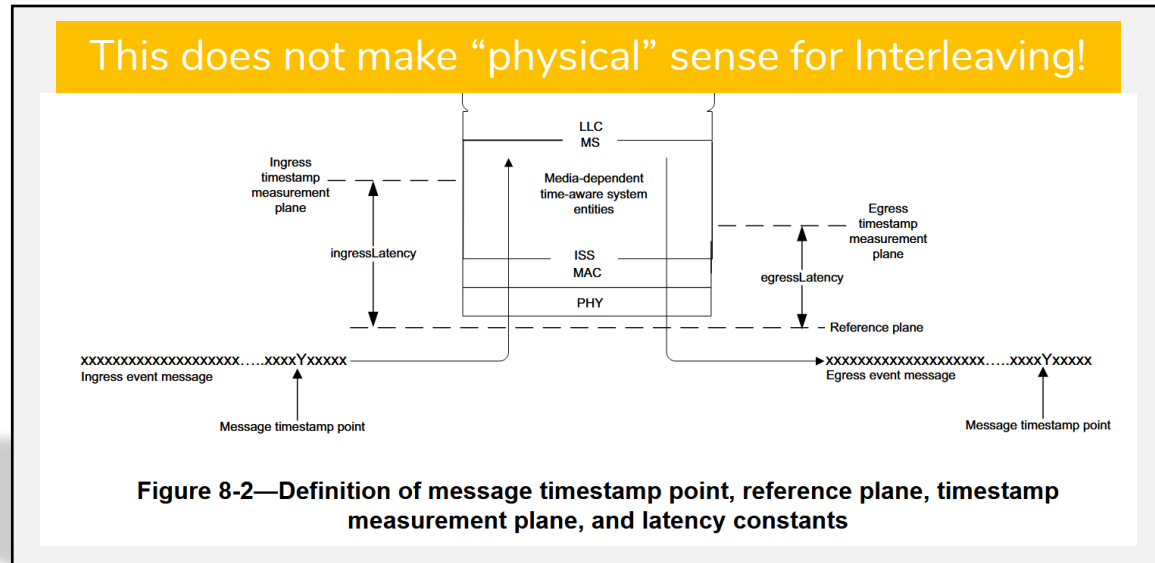 This does not make “physical” sense for Interleaving!
LLC
MS
Ingress
timestamp
measurement
plane
Media-dependent
time-aware system
entities
Egress
timestamp
measurement
plane
ingressLatency
ISS
MAC
egressLatency
PHY
Reference plane
xxxxxxxxxxxxxxxxxxxx…..xxxxYxxxxx
Ingress event message
xxxxxxxxxxxxxxxxxxxx…..xxxxYxxxxx
Egress event message
Message timestamp point
Message timestamp point
Figure 8-2—Definition of message timestamp point, reference plane, timestamp
measurement plane, and latency constants